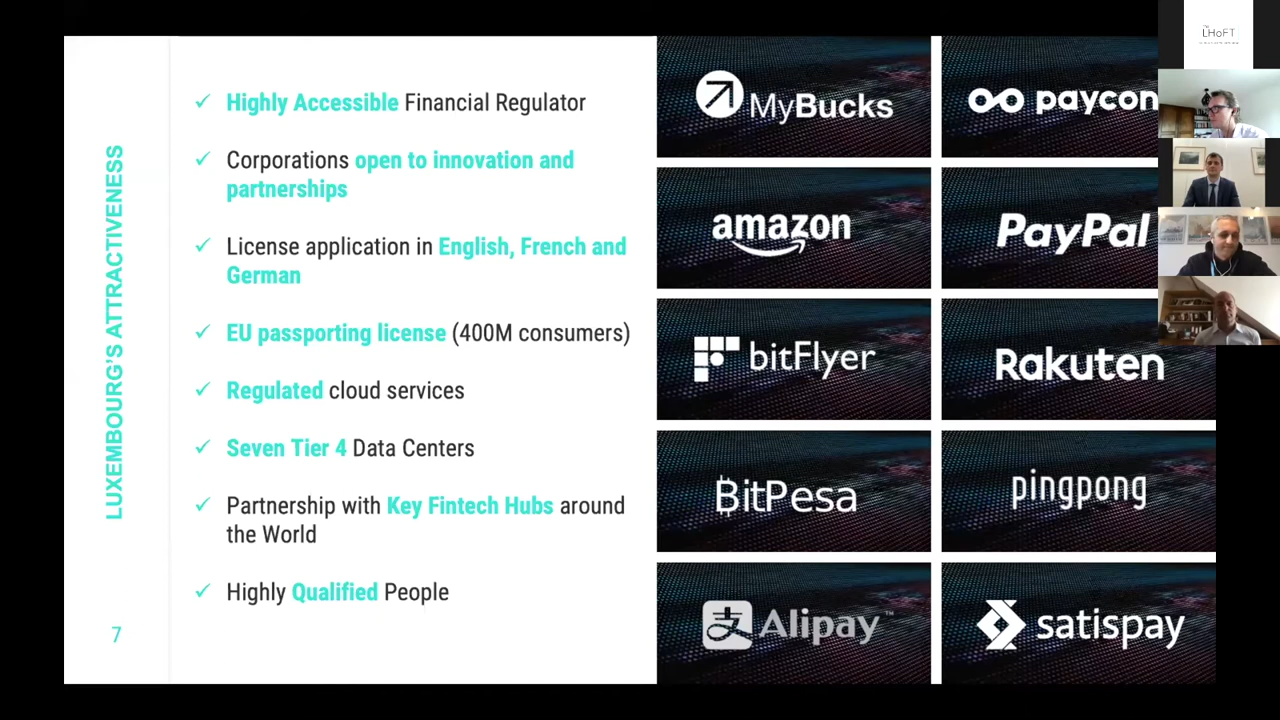 LUXEMBOURG'S ATTRACTIVENESS
Highly Accessible Financial Regulator
Corporations open to innovation and
partnerships
License application in English, French and
German
EU passporting license (400M consumers)
Regulated cloud services
Seven Tier 4 Data Centers
Partnership with Key Fintech Hubs around
the World
Highly Qualified People
7
MyBucks
paycon
amazon
PayPal
bitFlyer
Rakuten
BitPesa
pingpong
Alipay™
satispay
The
LHoFT